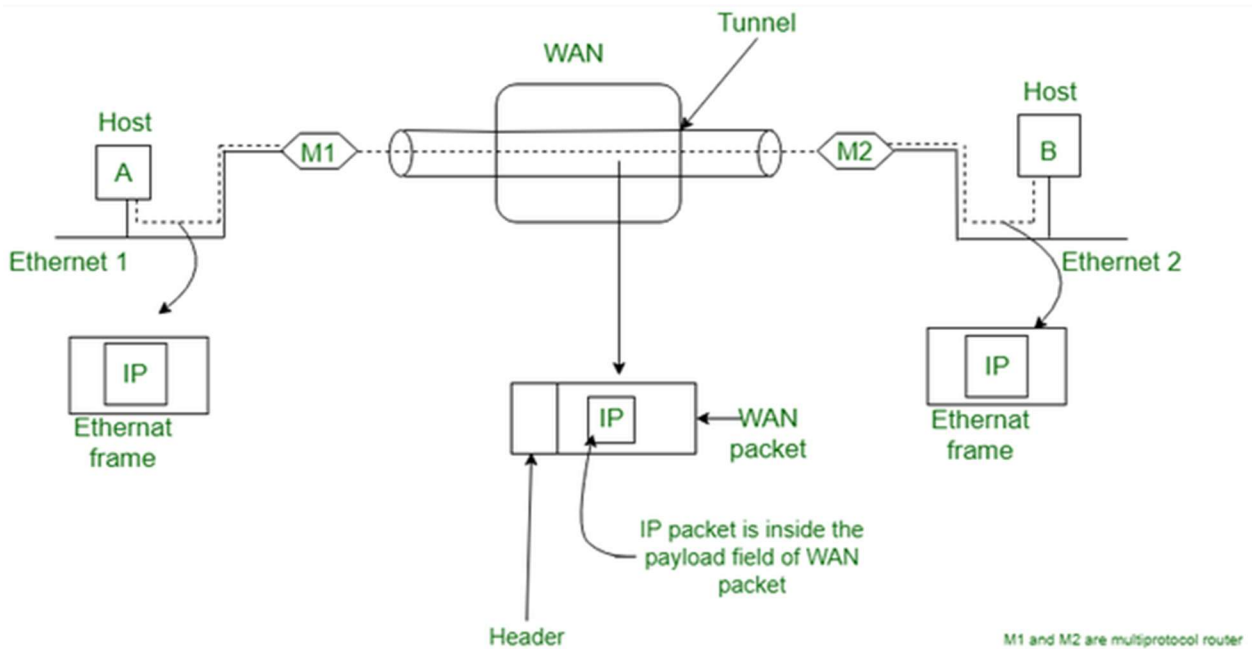 Tunnel
WAN
Host
Host
A
M1
M2
B
Ethernet 1
Ethernet 2
IP
Ethernat
frame
IP
WAN
packet
IP
Ethernat
frame
IP packet is inside the
payload field of WAN
packet
Header
M1 and M2 are multiprotocol router